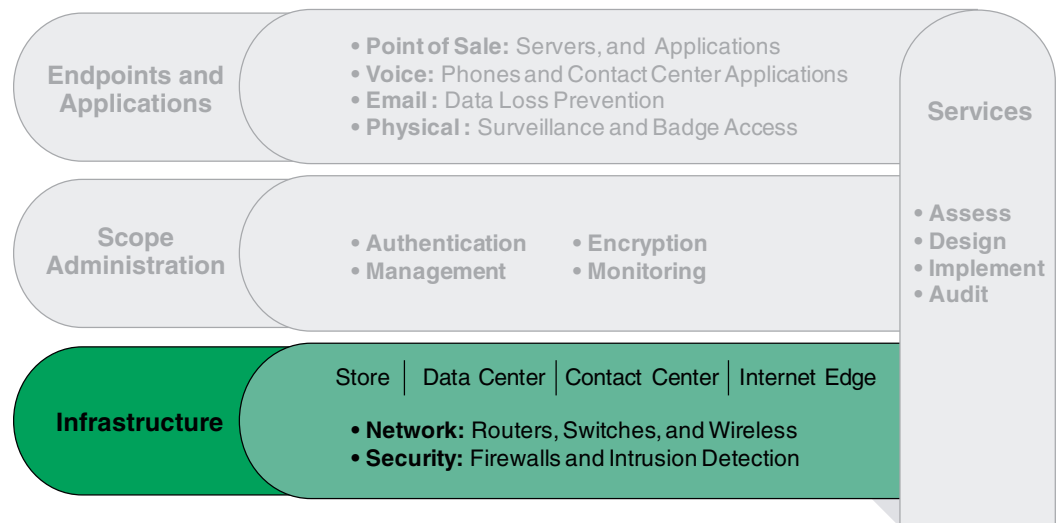 Endpoints and
Applications
• Point of Sale: Servers, and Applications
• Voice: Phones and Contact Center Applications
• Email : Data Loss Prevention
• Physical : Surveillance and Badge Access
Services
• Assess
• Design
• Implement
• Audit
Scope
Administration
• Authentication
• Management
• Encryption
• Monitoring
Infrastructure
Store | Data Center | Contact Center | Internet Edge
• Network: Routers, Switches, and Wireless
• Security: Firewalls and Intrusion Detection